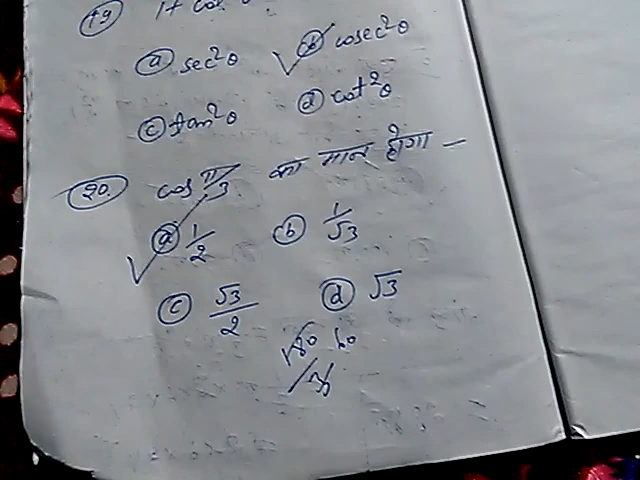 19 1+cot²θ
(a) sec²θ (b) cosec²θ
(c) tan²θ (d) cot²θ
20. cos π/3 का मान होगा –
(a) 1/2 (b) 1/√3
(c) √3/2 (d) √3
180 60
/3